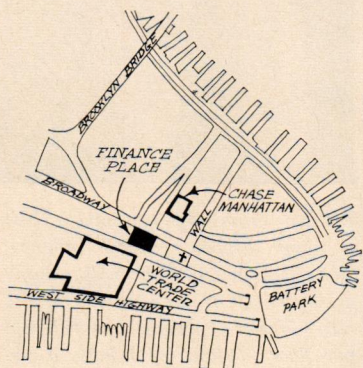 BROOKLYN BRIDGE
FINANCE
PLACE
BROADWAY
CHASE
MANHATTAN
WALL
WORLD
TRADE
CENTER
BATTERY
PARK
WEST SIDE HIGHWAY